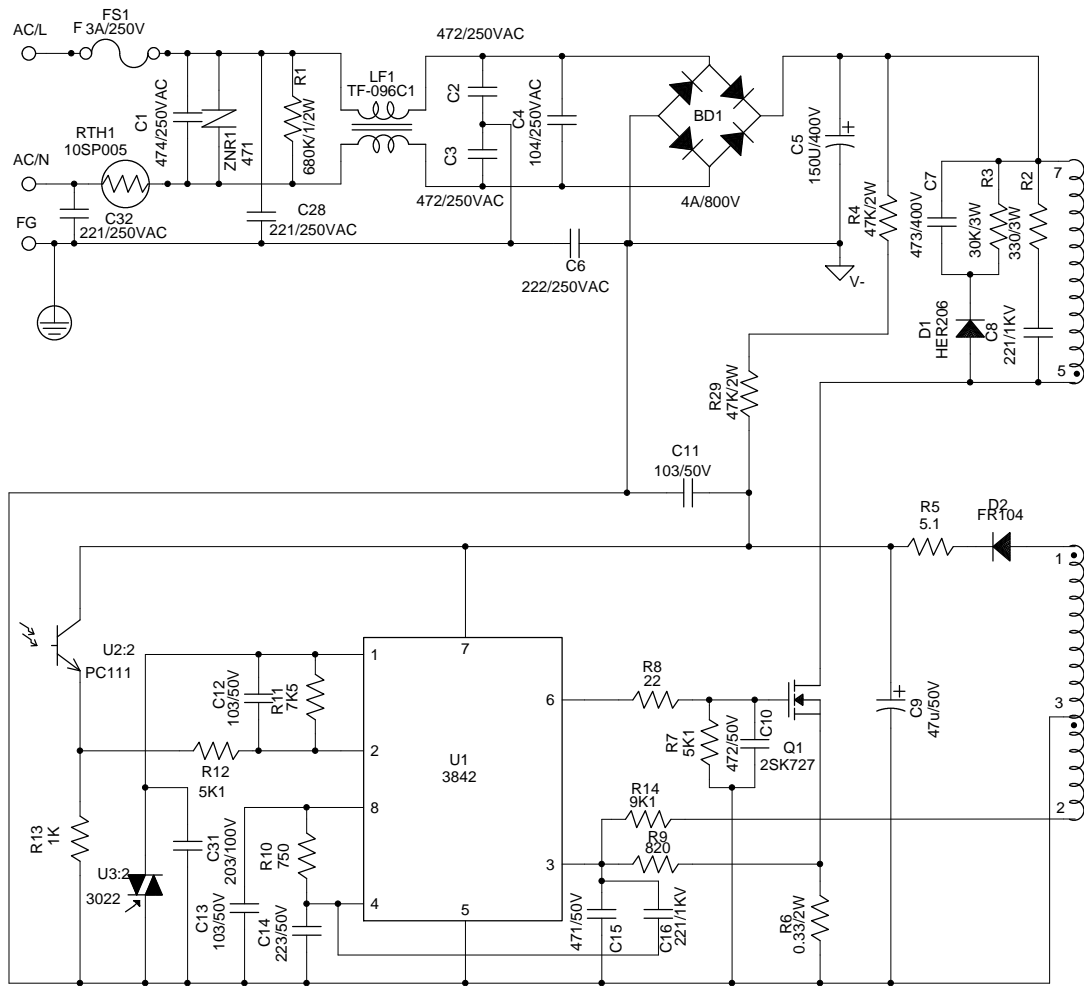 FS1
AC/L
F 3A/250V
472/250VAC
LF1
TF-096C1
R1
680K/1/2W
C1
474/250VAC
ZNR1
471
C2
C3
C4
104/250VAC
BD1
C5
150U/400V
RTH1
10SP005
AC/N
C32
221/250VAC
C28
221/250VAC
472/250VAC
4A/800V
R4
47K/2W
C7
473/400V
R3
30K/3W
R2
330/3W
7
FG
C6
222/250VAC
V-
D1
HER206
C8
221/1KV
5
R29
47K/2W
C11
103/50V
R5
5.1
D2
FR104
1
U2:2
PC111
1
7
C12
103/50V
R11
7K5
R8
22
6
R7
5K1
472/50V
C10
Q1
2SK727
C9
47u/50V
3
2
R12
5K1
U1
3842
8
R14
9K1
2
R13
1K
C31
203/100V
R10
750
R9
820
3
U3:2
3022
C13
103/50V
C14
223/50V
4
5
471/50V
C15
C16
221/1KV
R6
0.33/2W